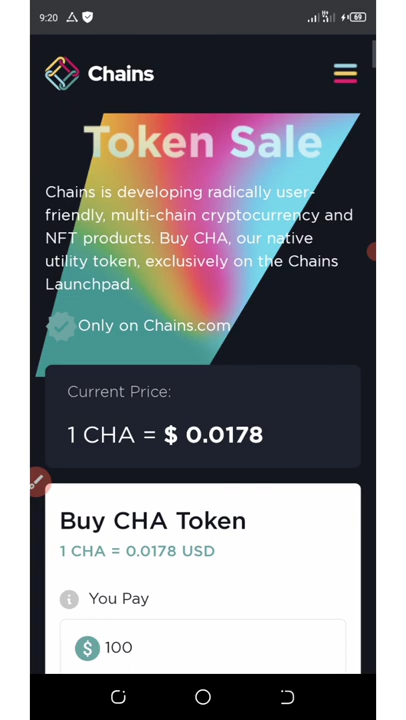 9:20
69
Chains
Token Sale
Chains is developing radically user-
friendly, multi-chain cryptocurrency and
NFT products. Buy CHA, our native
utility token, exclusively on the Chains
Launchpad.
Only on Chains.com
Current Price:
1 CHA = $ 0.0178
Buy CHA Token
1 CHA = 0.0178 USD
i You Pay
$ 100